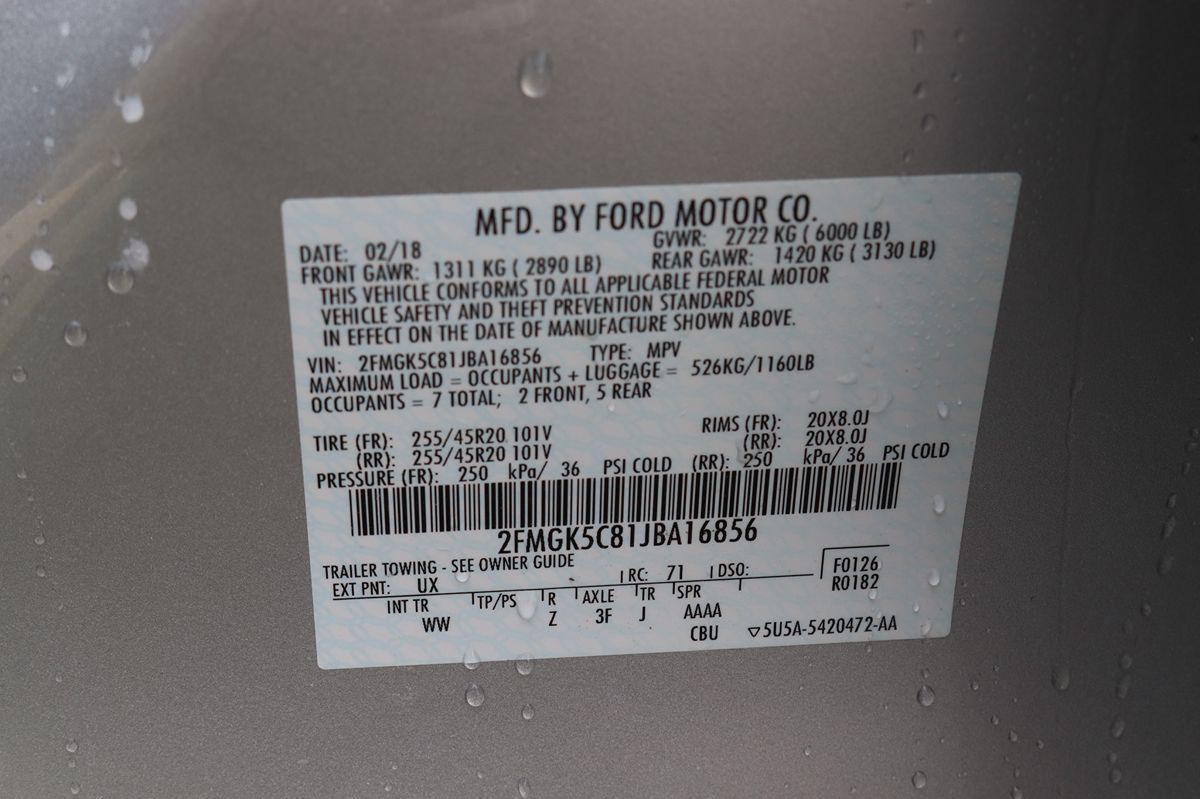 MFD. BY FORD MOTOR CO.
DATE: 02/18 GVWR: 2722 KG ( 6000 LB)
FRONT GAWR: 1311 KG ( 2890 LB) REAR GAWR: 1420 KG ( 3130 LB)
THIS VEHICLE CONFORMS TO ALL APPLICABLE FEDERAL MOTOR
VEHICLE SAFETY AND THEFT PREVENTION STANDARDS
IN EFFECT ON THE DATE OF MANUFACTURE SHOWN ABOVE.
VIN: 2FMGK5C81JBA16856 TYPE: MPV
MAXIMUM LOAD = OCCUPANTS + LUGGAGE = 526KG/1160LB
OCCUPANTS = 7 TOTAL; 2 FRONT, 5 REAR
TIRE (FR): 255/45R20 101V RIMS (FR): 20X8.0J
(RR): 255/45R20 101V (RR): 20X8.0J
PRESSURE (FR): 250 kPa/ 36 PSI COLD (RR): 250 kPa/ 36 PSI COLD
2FMGK5C81JBA16856
TRAILER TOWING - SEE OWNER GUIDE
EXT PNT: UX RC: 71 DSO: F0126
R0182
INT TR TP/PS R AXLE TR SPR
WW Z 3F J AAAA
CBU ▽5U5A-5420472-AA